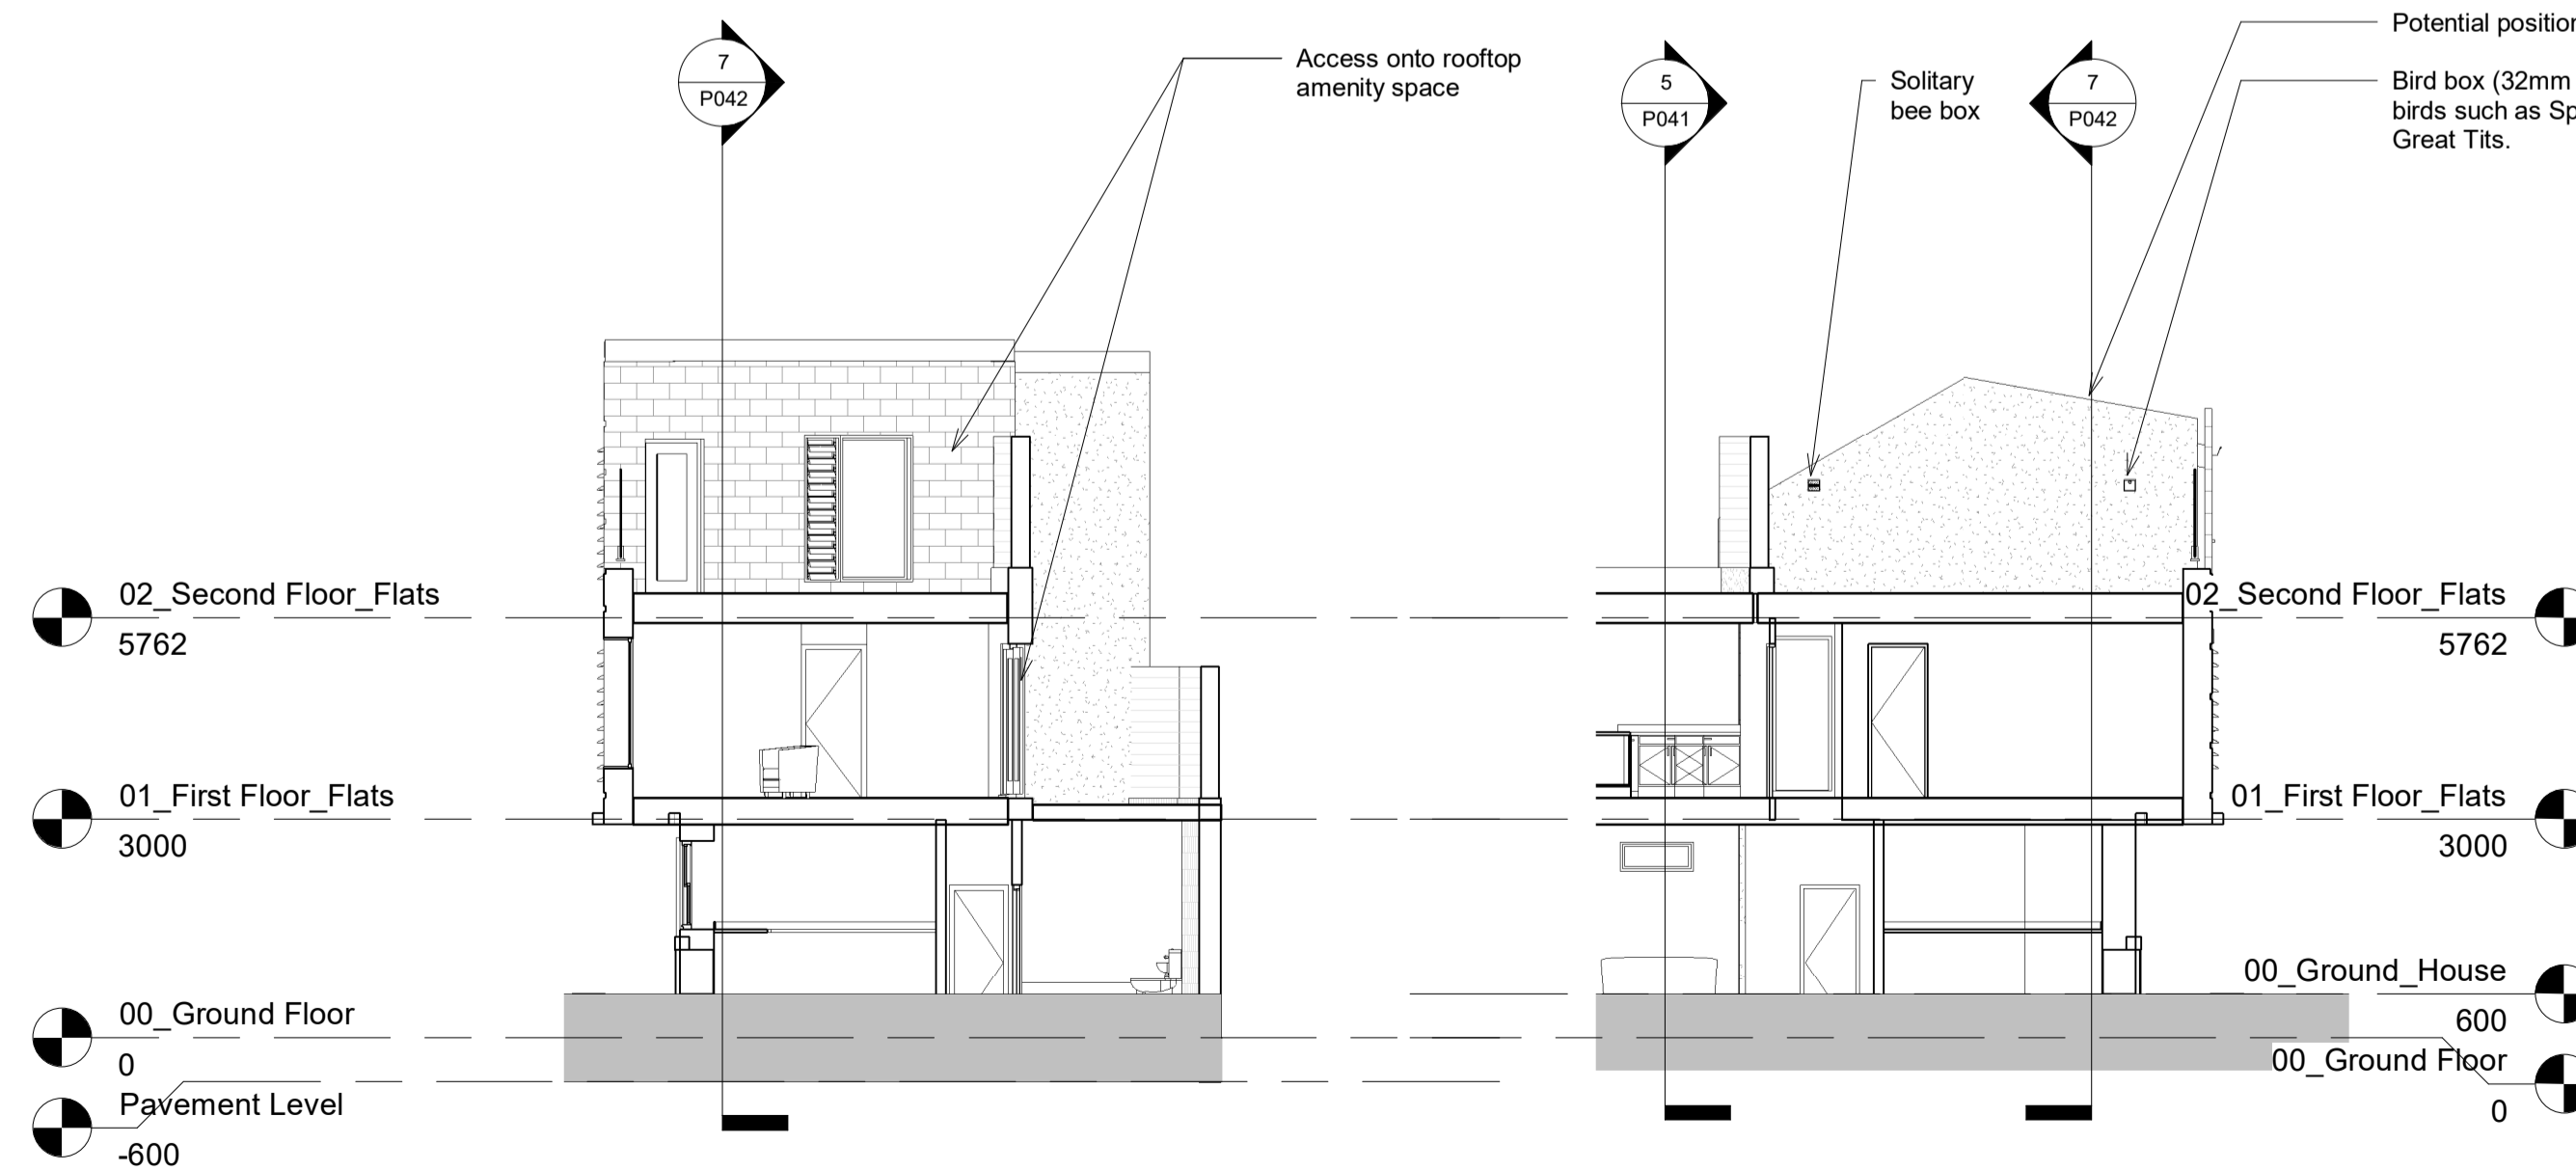 7
P042
Access onto rooftop
amenity space
5
P041
Solitary
bee box
7
P042
Potential position
Bird box (32mm
birds such as
Great Tits.
02_Second Floor_Flats
5762
01_First Floor_Flats
3000
00_Ground Floor
0
Pavement Level
-600
02_Second Floor_Flats
5762
01_First Floor_Flats
3000
00_Ground_House
600
00_Ground Floor
0